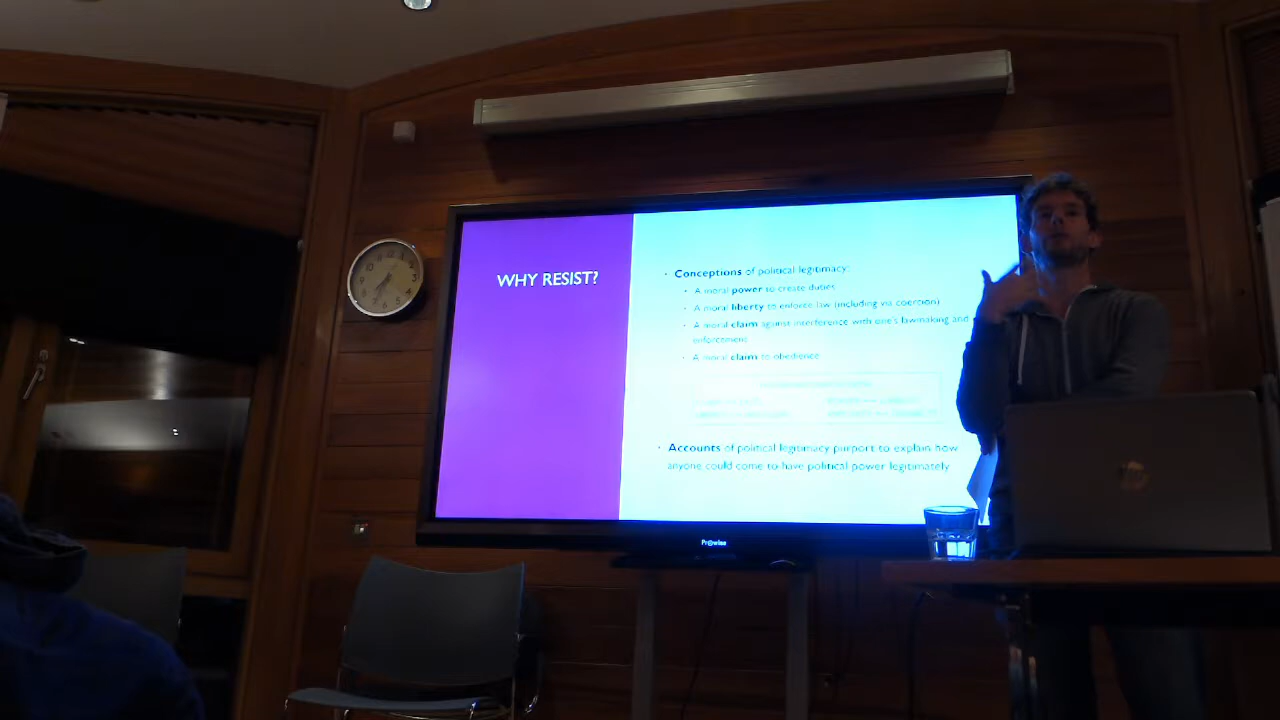 WHY RESIST?
• Conceptions of political legitimacy:
• A moral power to create duties
• A moral liberty to enforce law (including via coercion)
• A moral claim against interference with one's lawmaking and
enforcement
• A moral claim to obedience
• Accounts of political legitimacy purport to explain how
anyone could come to have political power legitimately
Prowise
hp